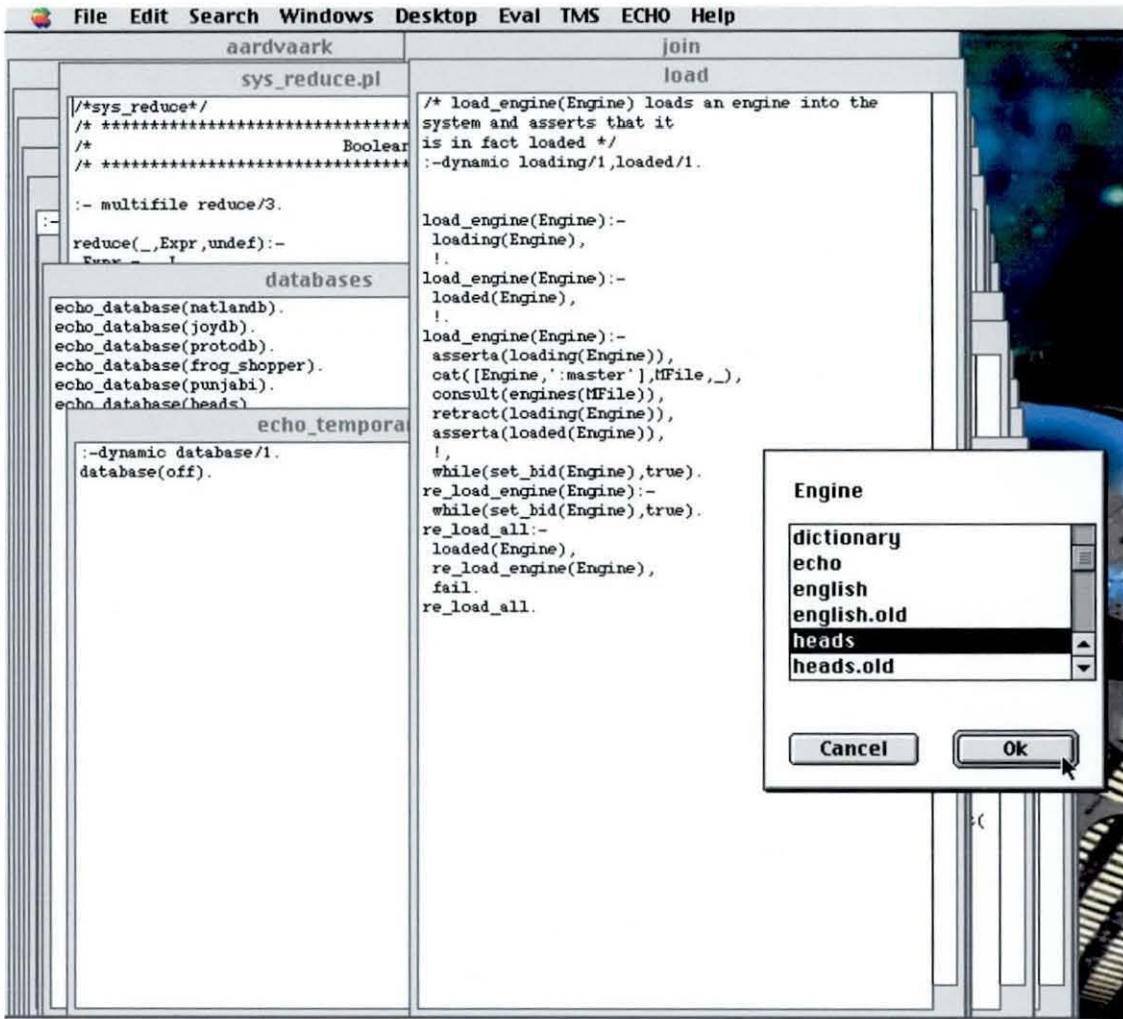 File Edit Search Windows Desktop Eval TMS ECHO Help
aardvaark
join
sys_reduce.pl
/*sys_reduce*/
/* ********************************
/* Boolear
/* ********************************
:- multifile reduce/3.
reduce(_,Expr,undef):-
:-
databases
echo_database(natlandb).
echo_database(joydb).
echo_database(protodb).
echo_database(frog_shopper).
echo_database(punjabi).
echo_database(heads)
echo_tempora
:-dynamic database/1.
database(off).
load
/* load_engine(Engine) loads an engine into the
system and asserts that it
is in fact loaded */
:-dynamic loading/1,loaded/1.
load_engine(Engine):-
loading(Engine),
!.
load_engine(Engine):-
loaded(Engine),
!.
load_engine(Engine):-
asserta(loading(Engine)),
cat([Engine,':master'],MFile,_),
consult(engines(MFile)),
retract(loading(Engine)),
asserta(loaded(Engine)),
!,
while(set_bid(Engine),true).
re_load_engine(Engine):-
while(set_bid(Engine),true).
re_load_all:-
loaded(Engine),
re_load_engine(Engine),
fail.
re_load_all.
Engine
dictionary
echo
english
english.old
heads
heads.old
Cancel Ok
:(